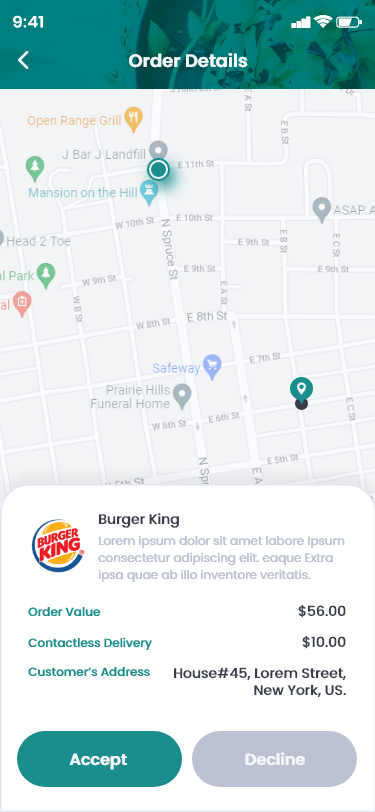 9:41
Order Details
Open Range Grill
J Bar J Landfill
E 11th St
Mansion on the Hill
ASAP A
W 10th St
E 10th St
Head 2 Toe
N Spruce St
E 9th St
E 9th St
E 9th St
E B St
E B St
E C St
E A St
E A St
al Park
W 9th St
W B St
al
W 8th St
E 8th St
E 7th St
Safeway
Prairie Hills
Funeral Home
W 6th St
E 6th St
E C St
E 5th St
N Spr
E A
Burger King
BURGER
KING
Lorem ipsum dolor sit amet labore Ipsum
consectetur adipiscing elit. eaque Extra
ipsa quae ab illo inventore veritatis.
Order Value $56.00
Contactless Delivery $10.00
Customer's Address House#45, Lorem Street,
New York, US.
Accept Decline